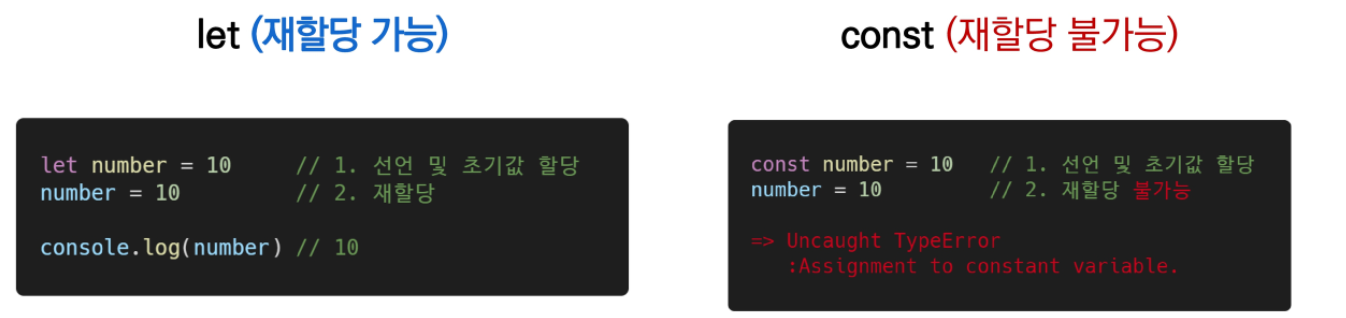 let (재할당 가능)
let number = 10 // 1. 선언 및 초기값 할당
number = 10 // 2. 재할당
console.log(number) // 10
const (재할당 불가능)
const number = 10 // 1. 선언 및 초기값 할당
number = 10 // 2. 재할당 불가능
=> Uncaught TypeError
:Assignment to constant variable.